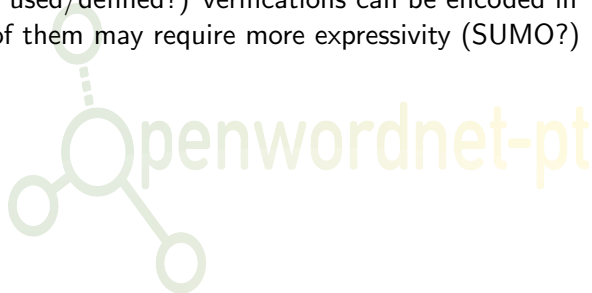 used/defined?) verifications can be encoded in
of them may require more expressivity (SUMO?)
openwordnet-pt